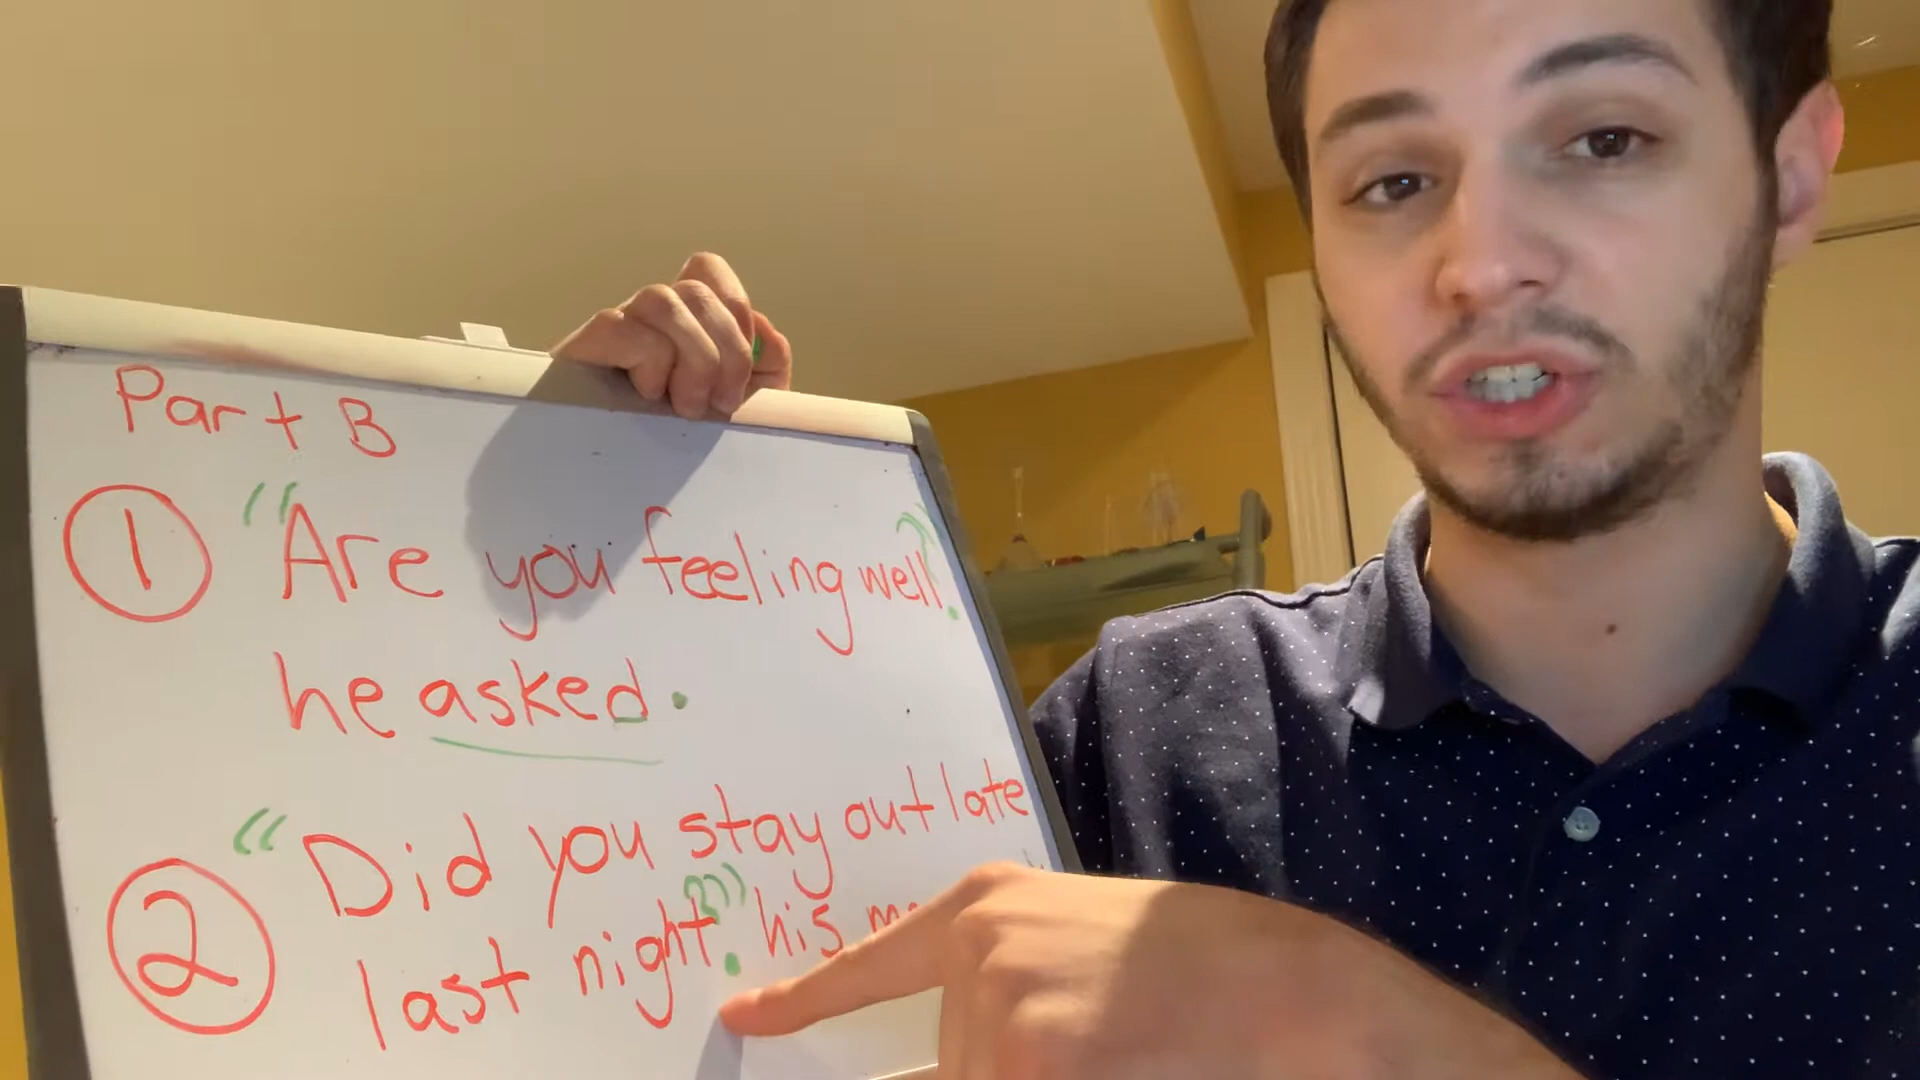 Part B
1 "Are you feeling well?
he asked.
2 "Did you stay out late
last night?" his